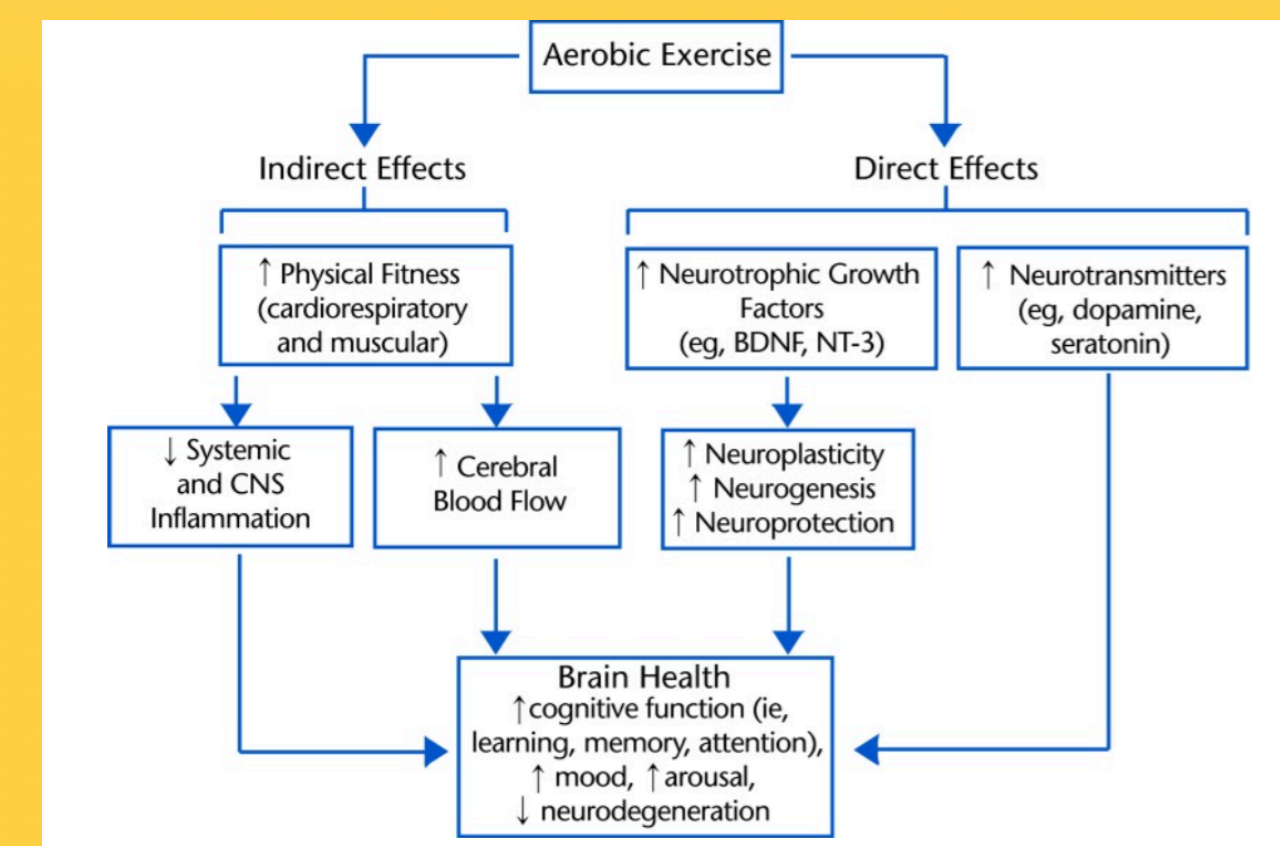 Aerobic Exercise
Indirect Effects
Direct Effects
↑ Physical Fitness
(cardiorespiratory
and muscular)
↑ Neurotrophic Growth
Factors
(eg, BDNF, NT-3)
↑ Neurotransmitters
(eg, dopamine,
seratonin)
↓ Systemic
and CNS
Inflammation
↑ Cerebral
Blood Flow
↑ Neuroplasticity
↑ Neurogenesis
↑ Neuroprotection
Brain Health
↑ cognitive function (ie,
learning, memory, attention),
↑ mood, ↑ arousal,
↓ neurodegeneration